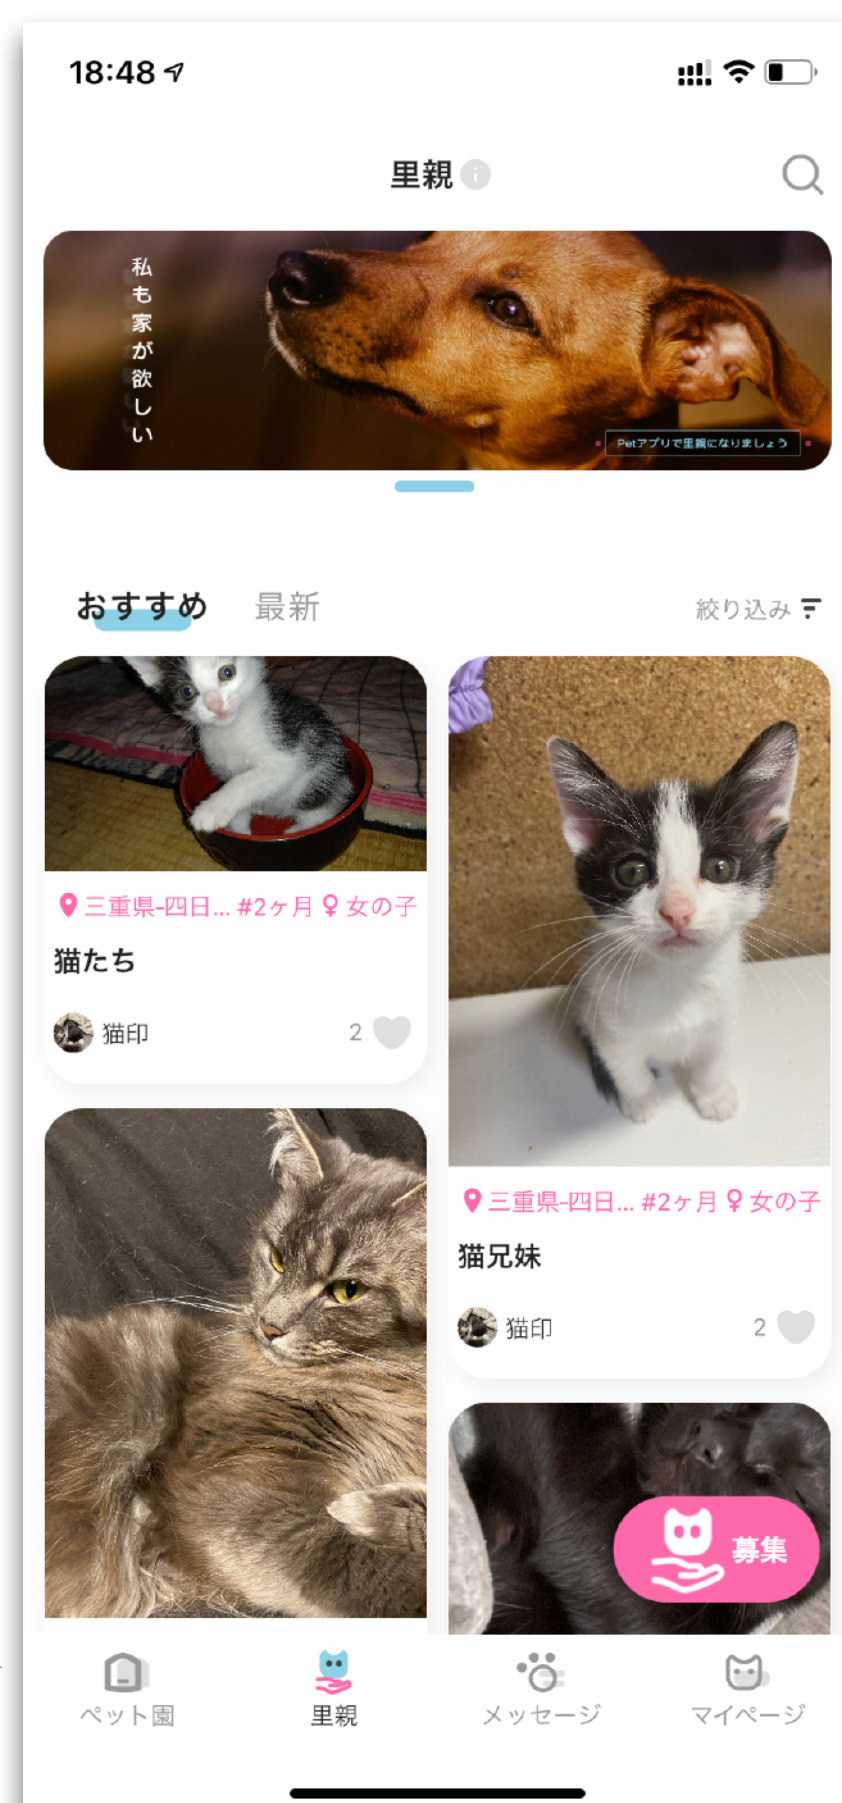 18:48
里親
私も家が欲しい
Petアプリで里親になりましょう
おすすめ
最新
絞り込み
三重県-四日... #2ヶ月 女の子
猫たち
猫印
2
三重県-四日... #2ヶ月 女の子
猫兄妹
猫印
2
募集
ペット園
里親
メッセージ
マイページ